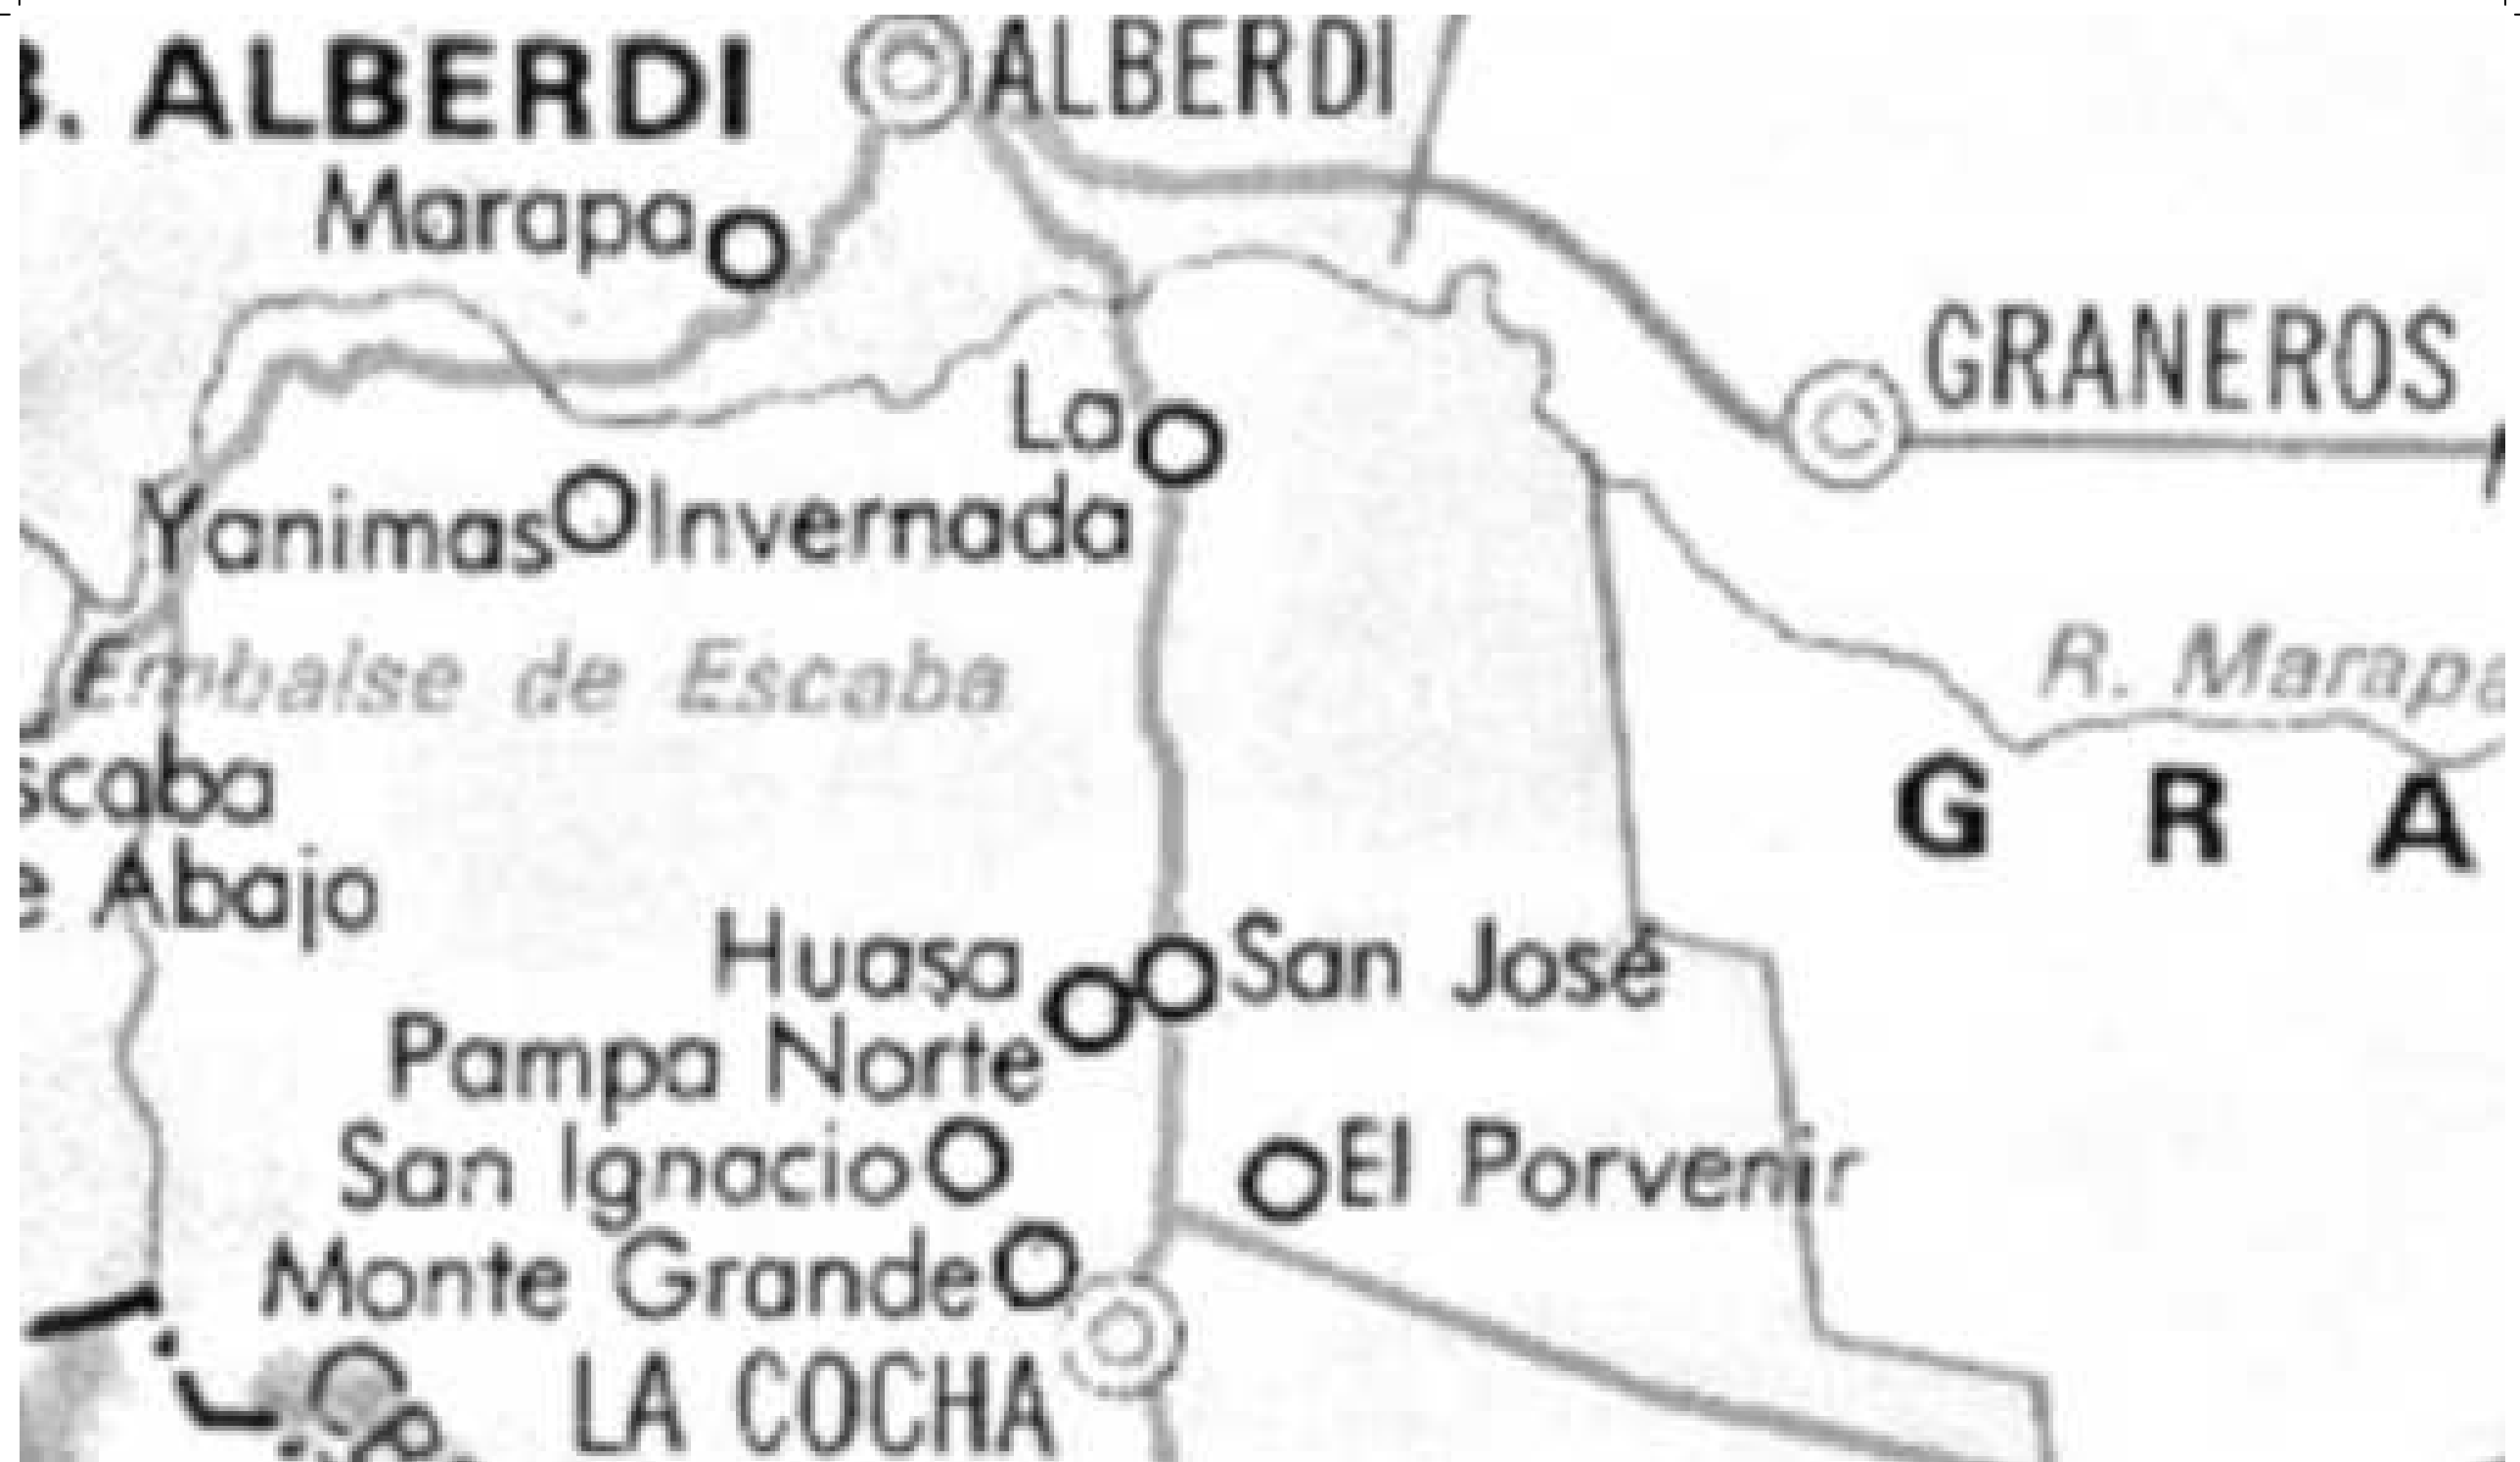 B. ALBERDI
ALBERDI
Marapa
GRANEROS
La
Invernada
Yanimas
R. Marapa
Embalse de Escaba
G R A
scaba
e Abajo
Huasa
Pampa Norte
San José
San Ignacio
El Porvenir
Monte Grande
LA COCHA